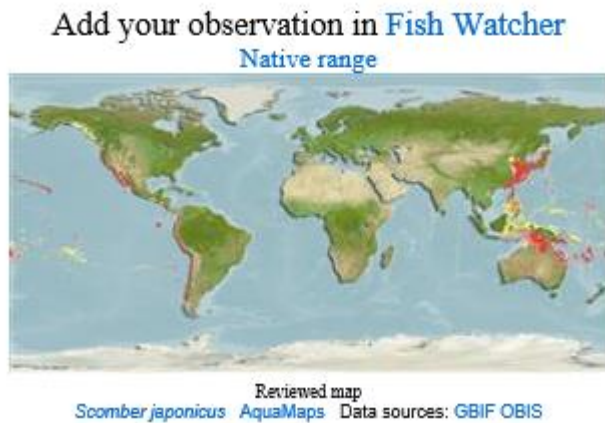 Add your observation in Fish Watcher
Native range
Reviewed map
Scomber japonicus AquaMaps Data sources: GBIF OBIS